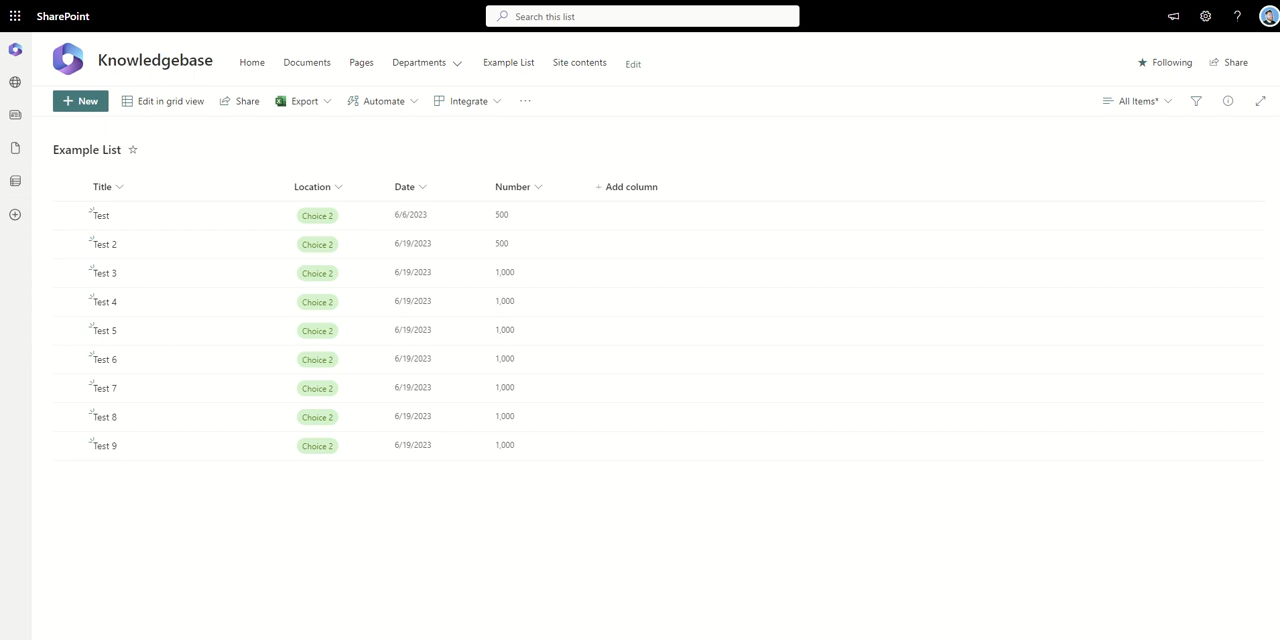 SharePoint Search this list
Knowledgebase Home Documents Pages Departments Example List Site contents Edit Following Share
+ New Edit in grid view Share Export Automate Integrate ... All Items*
Example List
Title Location Date Number + Add column
Test Choice 2 6/6/2023 500
Test 2 Choice 2 6/19/2023 500
Test 3 Choice 2 6/19/2023 1,000
Test 4 Choice 2 6/19/2023 1,000
Test 5 Choice 2 6/19/2023 1,000
Test 6 Choice 2 6/19/2023 1,000
Test 7 Choice 2 6/19/2023 1,000
Test 8 Choice 2 6/19/2023 1,000
Test 9 Choice 2 6/19/2023 1,000